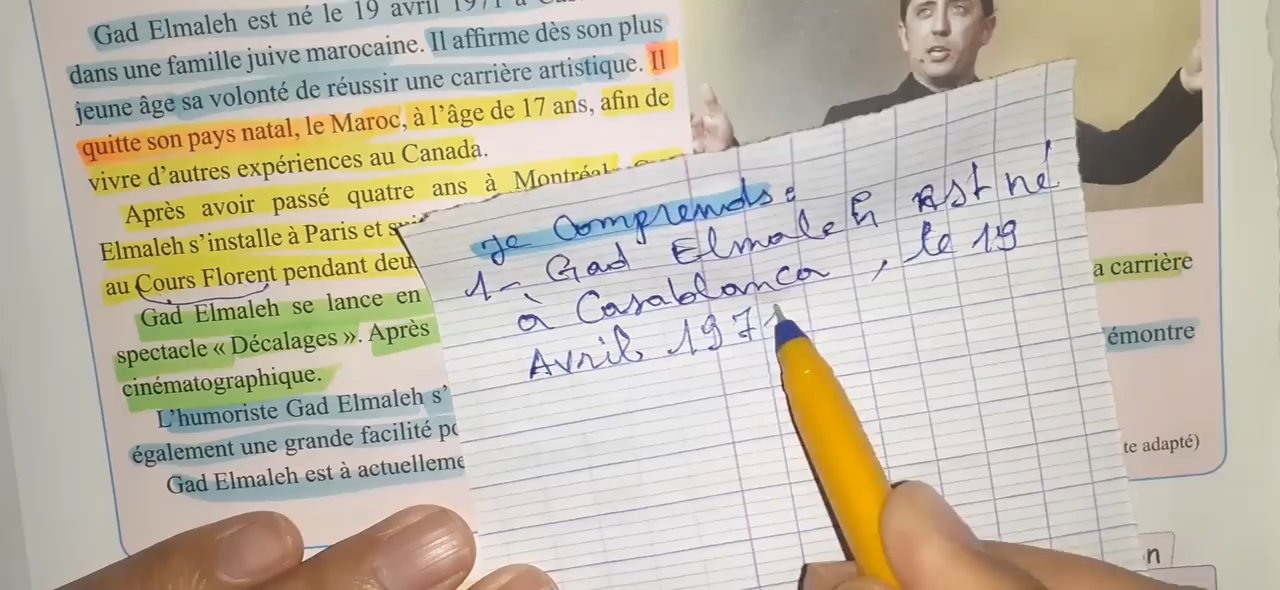 Gad Elmaleh est né le 19 avril 1971 à
dans une famille juive marocaine. Il affirme dès son plus
jeune âge sa volonté de réussir une carrière artistique. Il
quitte son pays natal, le Maroc, à l'âge de 17 ans, afin de
vivre d'autres expériences au Canada.
Après avoir passé quatre ans à Montréal
Elmaleh s'installe à Paris et
au Cours Florent pendant
Gad Elmaleh se lance en
a carrière
spectacle « Décalages ». Après
émontre
cinématographique.
L'humoriste Gad Elmaleh s'
également une grande facilité
Gad Elmaleh est à
te adapté)
n
Je Comprends:
1- Gad Elmaleh Est né
à Casablanca, le 19
Avril 1971